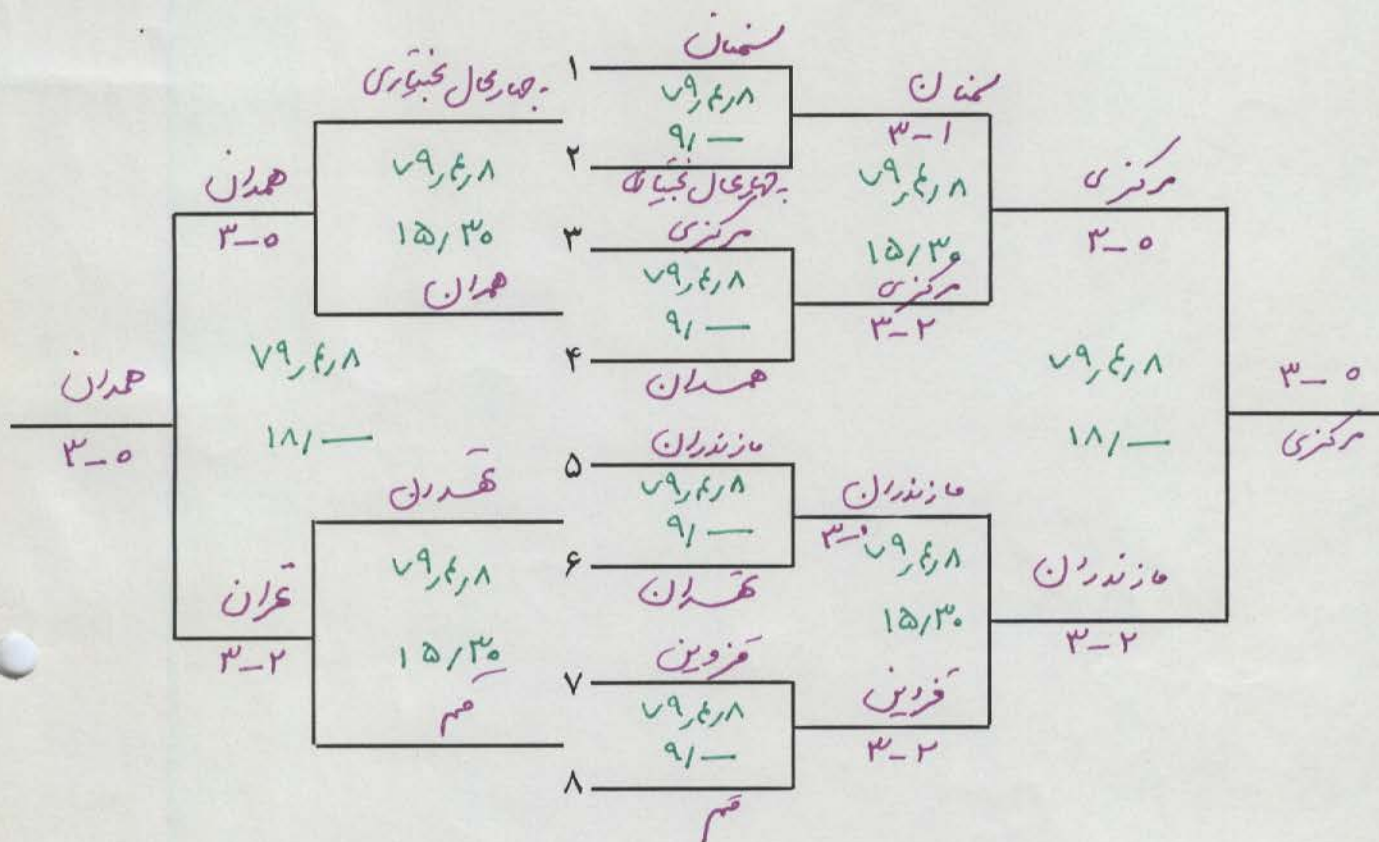 سمنان
۱
چهارمحال بختیاری
۷۹,۴,۸
سمنان
۹/—
۳-۱
۲
چهارمحال بختیاری
۷۹,۴,۸
همدان
۷۹,۴,۸
مرکزی
۳-۰
۱۵/۳۰
۳
مرکزی
۱۵/۳۰
۳-۰
همدان
۷۹,۴,۸
مرکزی
۹/—
۳-۲
۴
همدان
۷۹,۴,۸
۷۹,۴,۸
۳-۰
همدان
۱۸/—
۱۸/—
مرکزی
۳-۰
مازندران
۵
تهران
۷۹,۴,۸
مازندران
۹/—
۳-۰
۶
تهران
۷۹,۴,۸
تهران
۷۹,۴,۸
مازندران
۳-۲
۱۵/۳۰
قزوین
۱۵/۳۰
۳-۲
۷
قم
۷۹,۴,۸
قزوین
۹/—
۳-۲
۸
قم